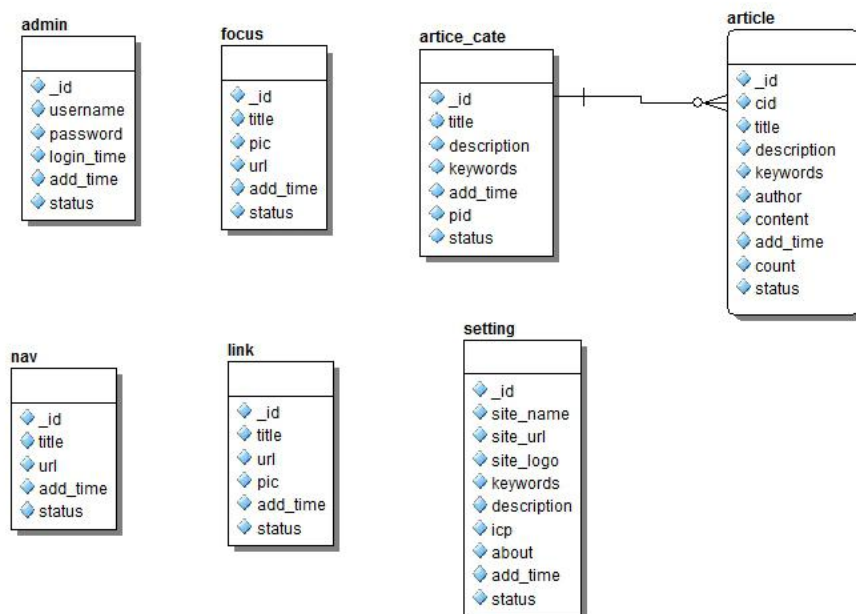 admin
_id
username
password
login_time
add_time
status
focus
_id
title
pic
url
add_time
status
artice_cate
_id
title
description
keywords
add_time
pid
status
article
_id
cid
title
description
keywords
author
content
add_time
count
status
nav
_id
title
url
add_time
status
link
_id
title
url
pic
add_time
status
setting
_id
site_name
site_url
site_logo
keywords
description
icp
about
add_time
status